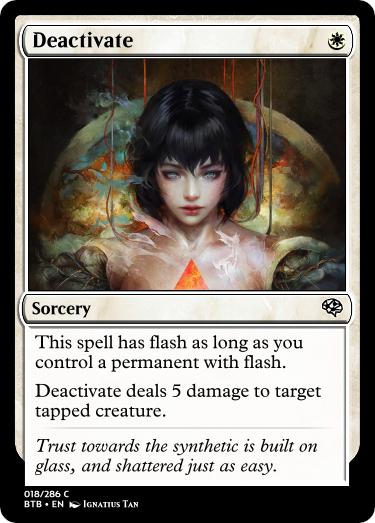 Deactivate
Sorcery
This spell has flash as long as you
control a permanent with flash.
Deactivate deals 5 damage to target
tapped creature.
Trust towards the synthetic is built on
glass, and shattered just as easy.
018/286 C
BTB • EN Ignatius Tan